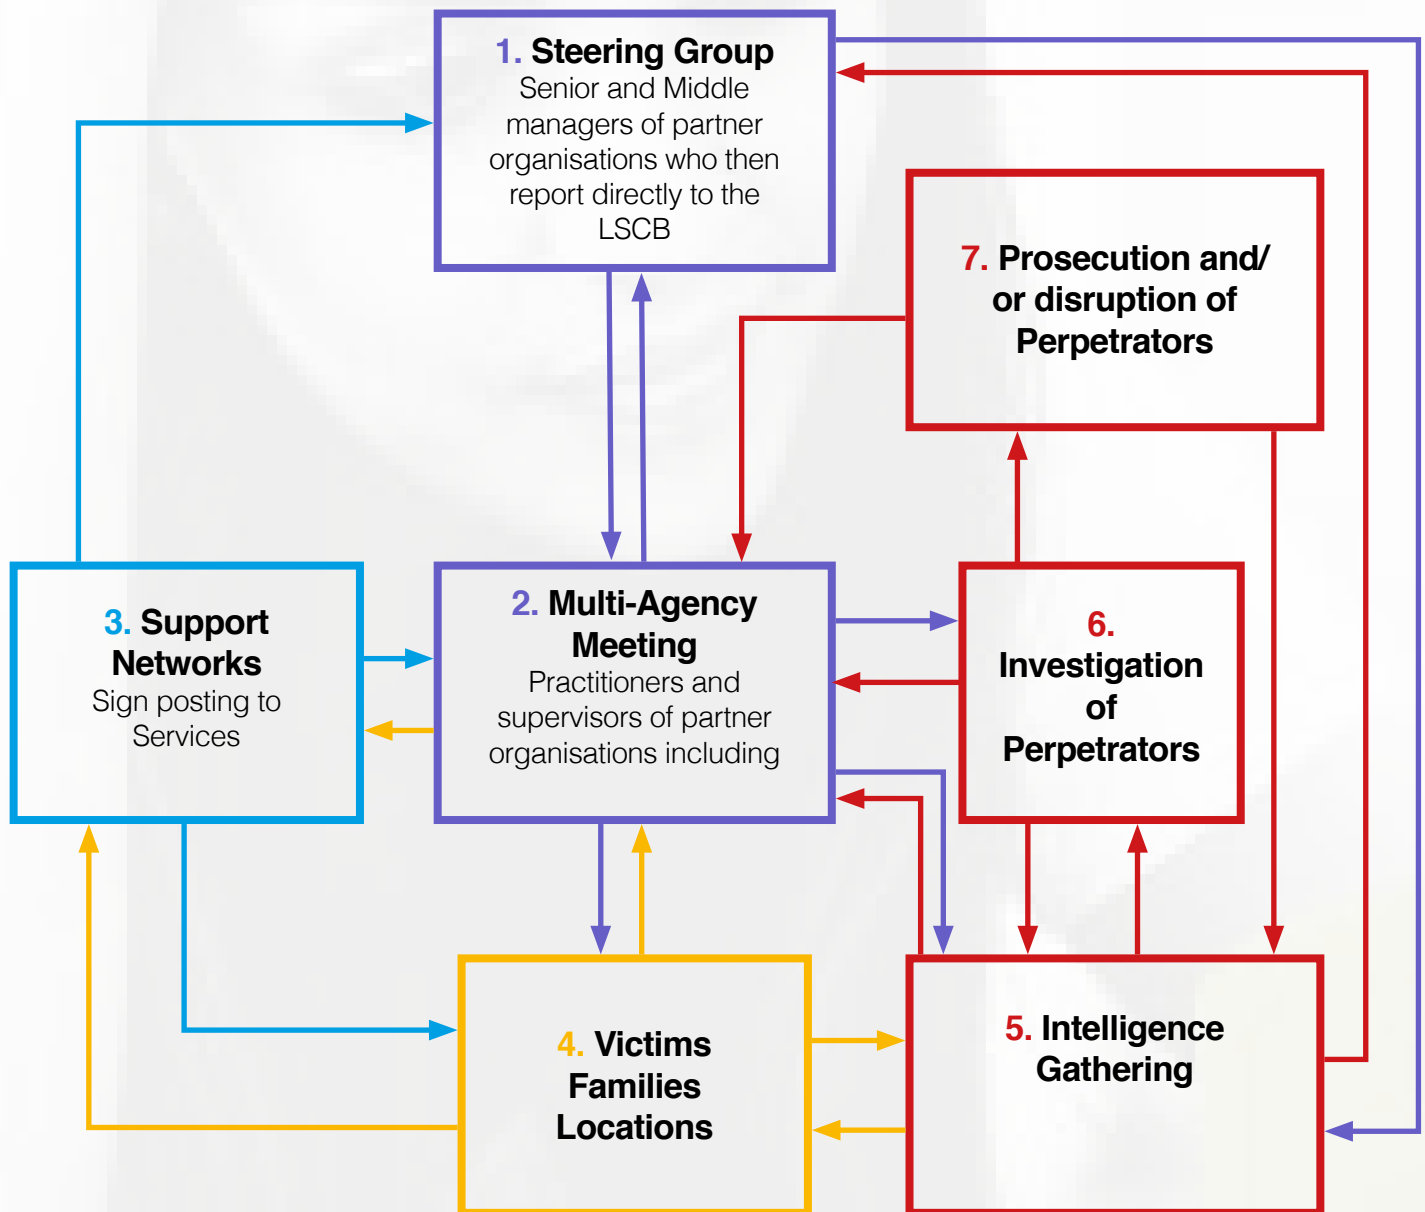 1. Steering Group
Senior and Middle
managers of partner
organisations who then
report directly to the
LSCB
7. Prosecution and/
or disruption of
Perpetrators
3. Support
Networks
Sign posting to
Services
2. Multi-Agency
Meeting
Practitioners and
supervisors of partner
organisations including
6.
Investigation
of
Perpetrators
4. Victims
Families
Locations
5. Intelligence
Gathering